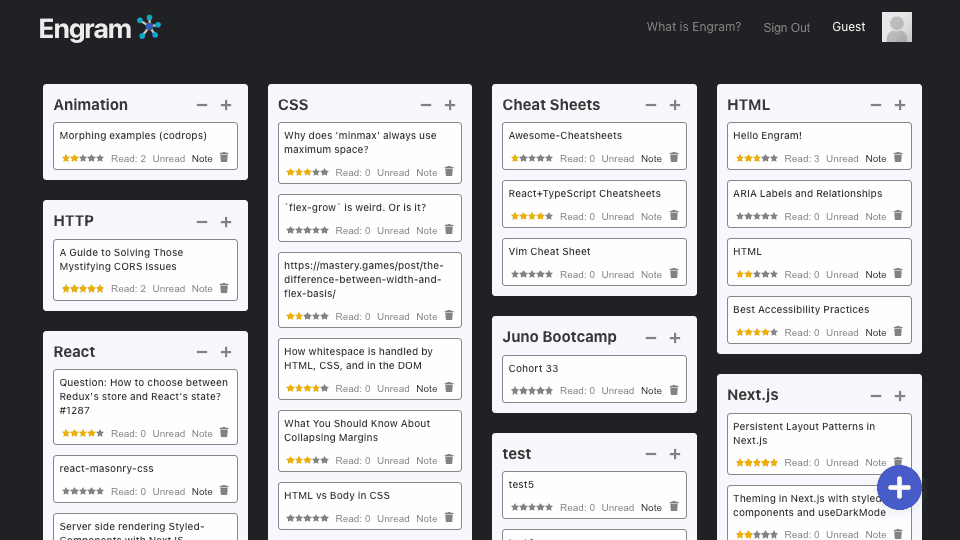 Engram
What is Engram?
Sign Out
Guest
Animation
Morphing examples (codrops)
Read: 2 Unread Note
HTTP
A Guide to Solving Those
Mystifying CORS Issues
Read: 2 Unread Note
React
Question: How to choose between
Redux's store and React's state?
#1287
Read: 0 Unread Note
react-masonry-css
Read: 0 Unread Note
Server side rendering Styled-
Components with NextJS
CSS
Why does 'minmax' always use
maximum space?
Read: 0 Unread Note
`flex-grow` is weird. Or is it?
Read: 0 Unread Note
https://mastery.games/post/the-
difference-between-width-and-
flex-basis/
Read: 0 Unread Note
How whitespace is handled by
HTML, CSS, and in the DOM
Read: 0 Unread Note
What You Should Know About
Collapsing Margins
Read: 0 Unread Note
HTML vs Body in CSS
Read: 0 Unread Note
Cheat Sheets
Awesome-Cheatsheets
Read: 0 Unread Note
React+TypeScript Cheatsheets
Read: 0 Unread Note
Vim Cheat Sheet
Read: 0 Unread Note
Juno Bootcamp
Cohort 33
Read: 0 Unread Note
test
test5
Read: 0 Unread Note
HTML
Hello Engram!
Read: 3 Unread Note
ARIA Labels and Relationships
Read: 0 Unread Note
HTML
Read: 0 Unread Note
Best Accessibility Practices
Read: 0 Unread Note
Next.js
Persistent Layout Patterns in
Next.js
Read: 0 Unread Note
Theming in Next.js with styled
components and useDarkMode
Read: 0 Unread Note